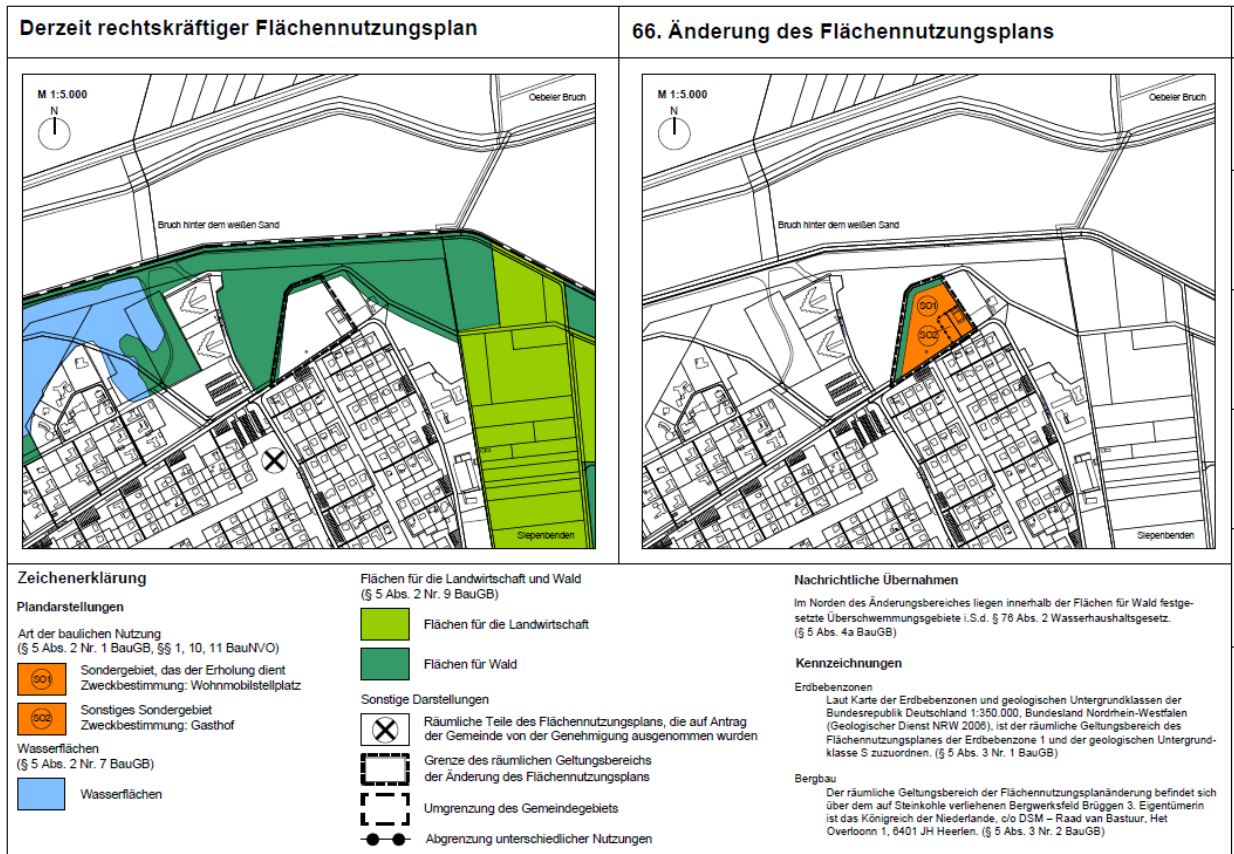 Derzeit rechtskräftiger Flächennutzungsplan
M 1:5.000
N
Oebeler Bruch
Bruch hinter dem weißen Sand
Siepenbenden
66. Änderung des Flächennutzungsplans
M 1:5.000
N
Oebeler Bruch
Bruch hinter dem weißen Sand
SO1
SO2
Siepenbenden
Zeichenerklärung
Plandarstellungen
Art der baulichen Nutzung
(§ 5 Abs. 2 Nr. 1 BauGB, §§ 1, 10, 11 BauNVO)
SO1
Sondergebiet, das der Erholung dient
Zweckbestimmung: Wohnmobilstellplatz
SO2
Sonstiges Sondergebiet
Zweckbestimmung: Gasthof
Wasserflächen
(§ 5 Abs. 2 Nr. 7 BauGB)
Wasserflächen
Flächen für die Landwirtschaft und Wald
(§ 5 Abs. 2 Nr. 9 BauGB)
Flächen für die Landwirtschaft
Flächen für Wald
Sonstige Darstellungen
Räumliche Teile des Flächennutzungsplans, die auf Antrag
der Gemeinde von der Genehmigung ausgenommen wurden
Grenze des räumlichen Geltungsbereichs
der Änderung des Flächennutzungsplans
Umgrenzung des Gemeindegebiets
Abgrenzung unterschiedlicher Nutzungen
Nachrichtliche Übernahmen
Im Norden des Änderungsbereiches liegen innerhalb der Flächen für Wald festge-
setzte Überschwemmungsgebiete i.S.d. § 76 Abs. 2 Wasserhaushaltsgesetz.
(§ 5 Abs. 4a BauGB)
Kennzeichnungen
Erdbebenzonen
Laut Karte der Erdbebenzonen und geologischen Untergrundklassen der
Bundesrepublik Deutschland 1:350.000, Bundesland Nordrhein-Westfalen
(Geologischer Dienst NRW 2006), ist der räumliche Geltungsbereich des
Flächennutzungsplanes der Erdbebenzone 1 und der geologischen Untergrund-
klasse S zuzuordnen. (§ 5 Abs. 3 Nr. 1 BauGB)
Bergbau
Der räumliche Geltungsbereich der Flächennutzungsplanänderung befindet sich
über dem auf Steinkohle verliehenen Bergwerksfeld Brüggen 3. Eigentümerin
ist das Königreich der Niederlande, c/o DSM – Raad van Bastuur, Het
Overloonn 1, 6401 JH Heerlen. (§ 5 Abs. 3 Nr. 2 BauGB)